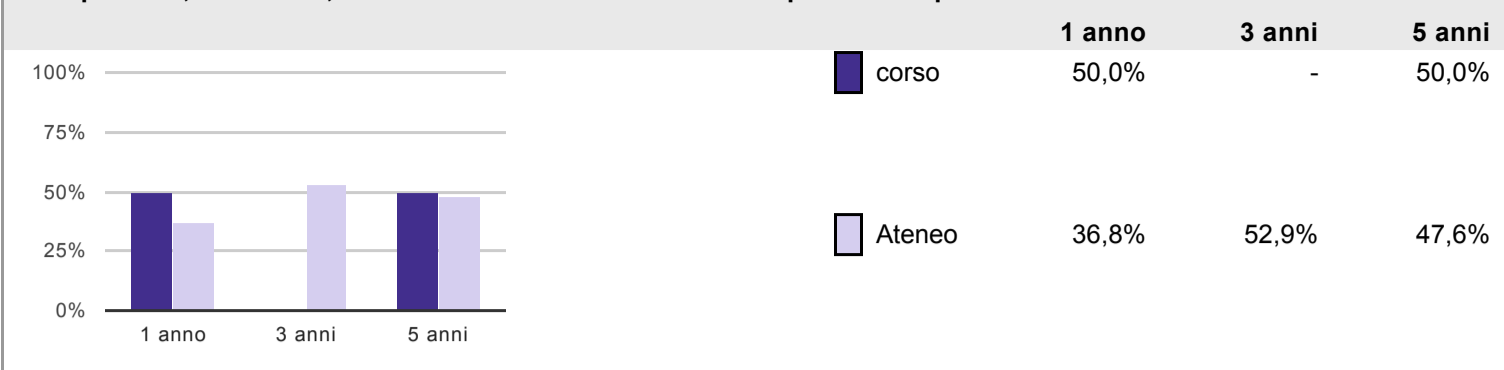 1 anno 3 anni 5 anni
100%
75%
50%
25%
0%
1 anno 3 anni 5 anni
corso 50,0% - 50,0%
Ateneo 36,8% 52,9% 47,6%